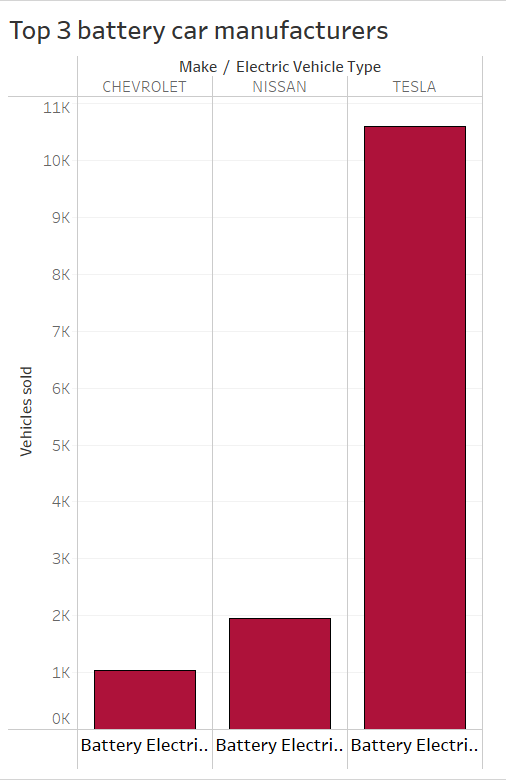 Top 3 battery car manufacturers
Make / Electric Vehicle Type
CHEVROLET NISSAN TESLA
11K
10K
9K
8K
7K
6K
5K
4K
3K
2K
1K
0K
Vehicles sold
Battery Electri.. Battery Electri.. Battery Electri..